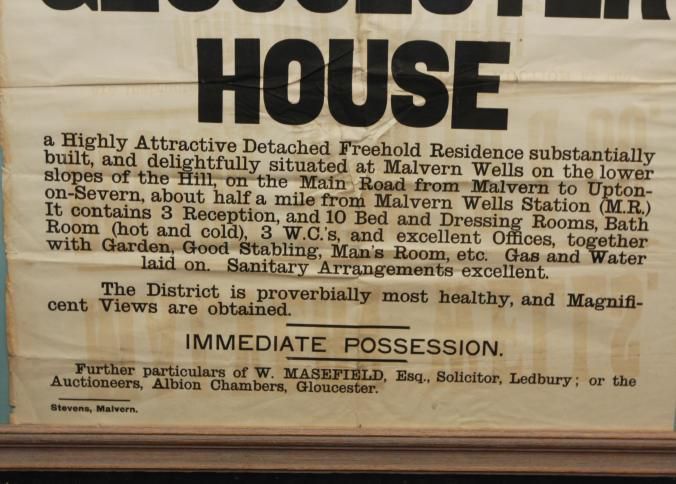 GLOUCESTER
HOUSE
a Highly Attractive Detached Freehold Residence substantially
built, and delightfully situated at Malvern Wells on the lower
slopes of the Hill, on the Main Road from Malvern to Upton-
on-Severn, about half a mile from Malvern Wells Station (M.R.)
It contains 3 Reception, and 10 Bed and Dressing Rooms, Bath
Room (hot and cold), 3 W.C.'s, and excellent Offices, together
with Garden, Good Stabling, Man's Room, etc. Gas and Water
laid on. Sanitary Arrangements excellent.
The District is proverbially most healthy, and Magnifi-
cent Views are obtained.
IMMEDIATE POSSESSION.
Further particulars of W. MASEFIELD, Esq., Solicitor, Ledbury; or the
Auctioneers, Albion Chambers, Gloucester.
Stevens, Malvern.